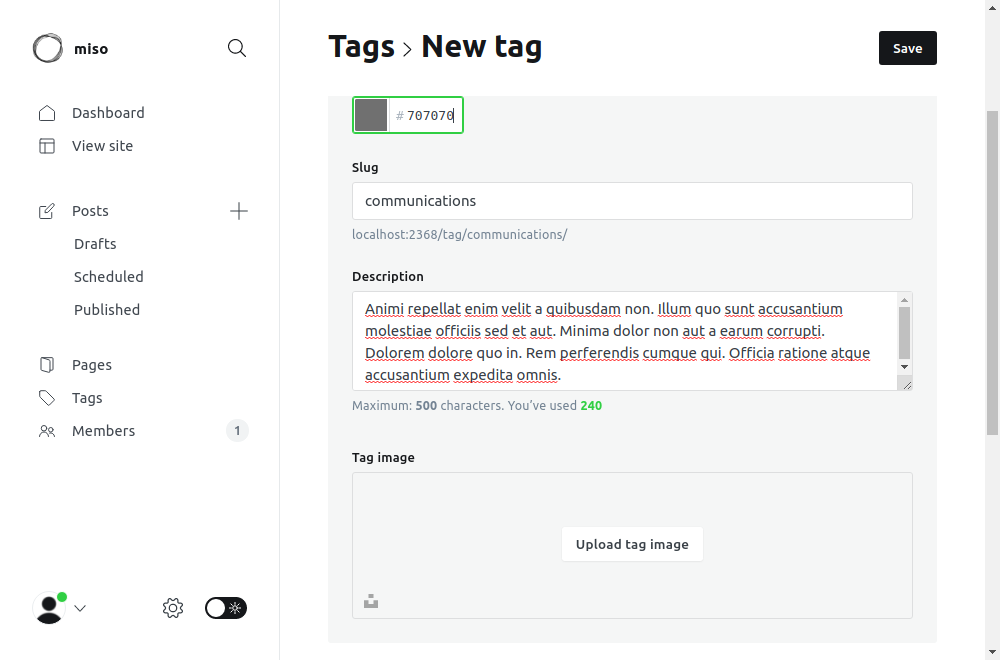 miso
Dashboard
View site
Posts
Drafts
Scheduled
Published
Pages
Tags
Members
1
Tags
New tag
Save
# 707070
Slug
communications
localhost:2368/tag/communications/
Description
Animi repellat enim velit a quibusdam non. Illum quo sunt accusantium
molestiae officiis sed et aut. Minima dolor non aut a earum corrupti.
Dolorem dolore quo in. Rem perferendis cumque qui. Officia ratione atque
accusantium expedita omnis.
Maximum: 500 characters. You’ve used 240
Tag image
Upload tag image